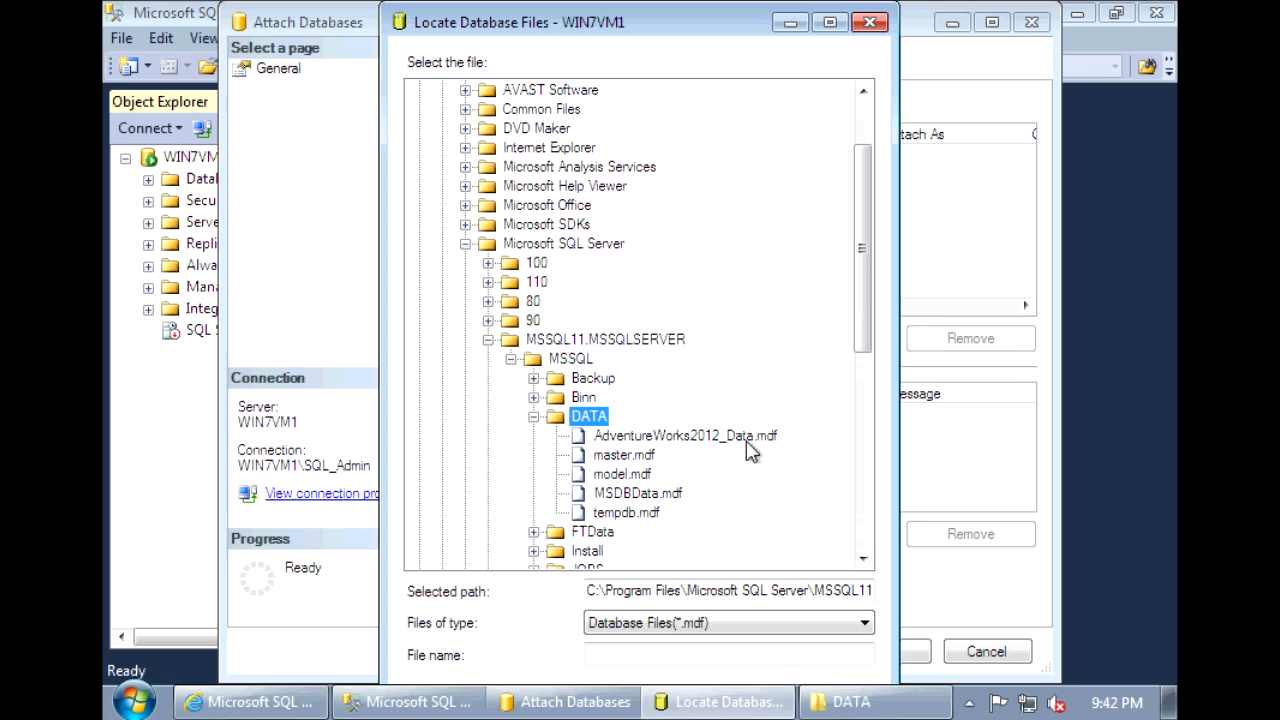 Microsoft SQ
File Edit View
Object Explorer
Connect
WIN7VM
Datal
Secu
Serve
Repli
Alwa
Mana
Integ
SQL S
Ready
Attach Databases
Select a page
General
Connection
Server:
WIN7VM1
Connection:
WIN7VM1\SQL_Admin
View connection pro
Progress
Ready
Locate Database Files - WIN7VM1
Select the file:
AVAST Software
Common Files
DVD Maker
Internet Explorer
Microsoft Analysis Services
Microsoft Help Viewer
Microsoft Office
Microsoft SDKs
Microsoft SQL Server
100
110
80
90
MSSQL11.MSSQLSERVER
MSSQL
Backup
Binn
DATA
AdventureWorks2012_Data.mdf
master.mdf
model.mdf
MSDBData.mdf
tempdb.mdf
FTData
Install
Selected path: C:\Program Files\Microsoft SQL Server\MSSQL11
Files of type: Database Files(*.mdf)
File name:
tach As
Remove
essage
Remove
Cancel
Microsoft SQL ... Microsoft SQL ... Attach Databases Locate Databas... DATA 9:42 PM